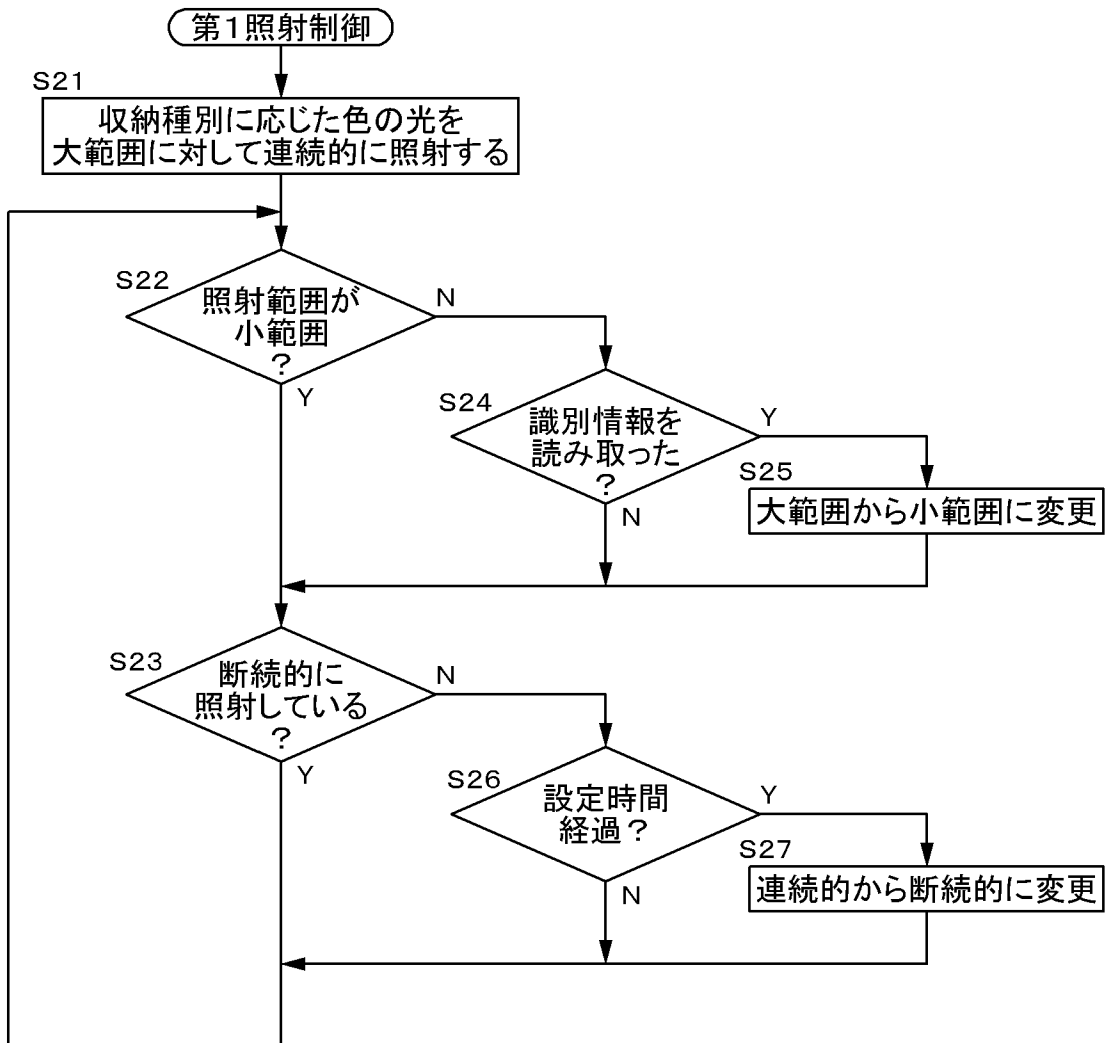 第１照射制御
S21
収納種別に応じた色の光を
大範囲に対して連続的に照射する
S22
照射範囲が
小範囲
？
N
Y
S24
識別情報を
読み取った
？
Y
N
S25
大範囲から小範囲に変更
S23
断続的に
照射している
？
N
Y
S26
設定時間
経過？
Y
N
S27
連続的から断続的に変更